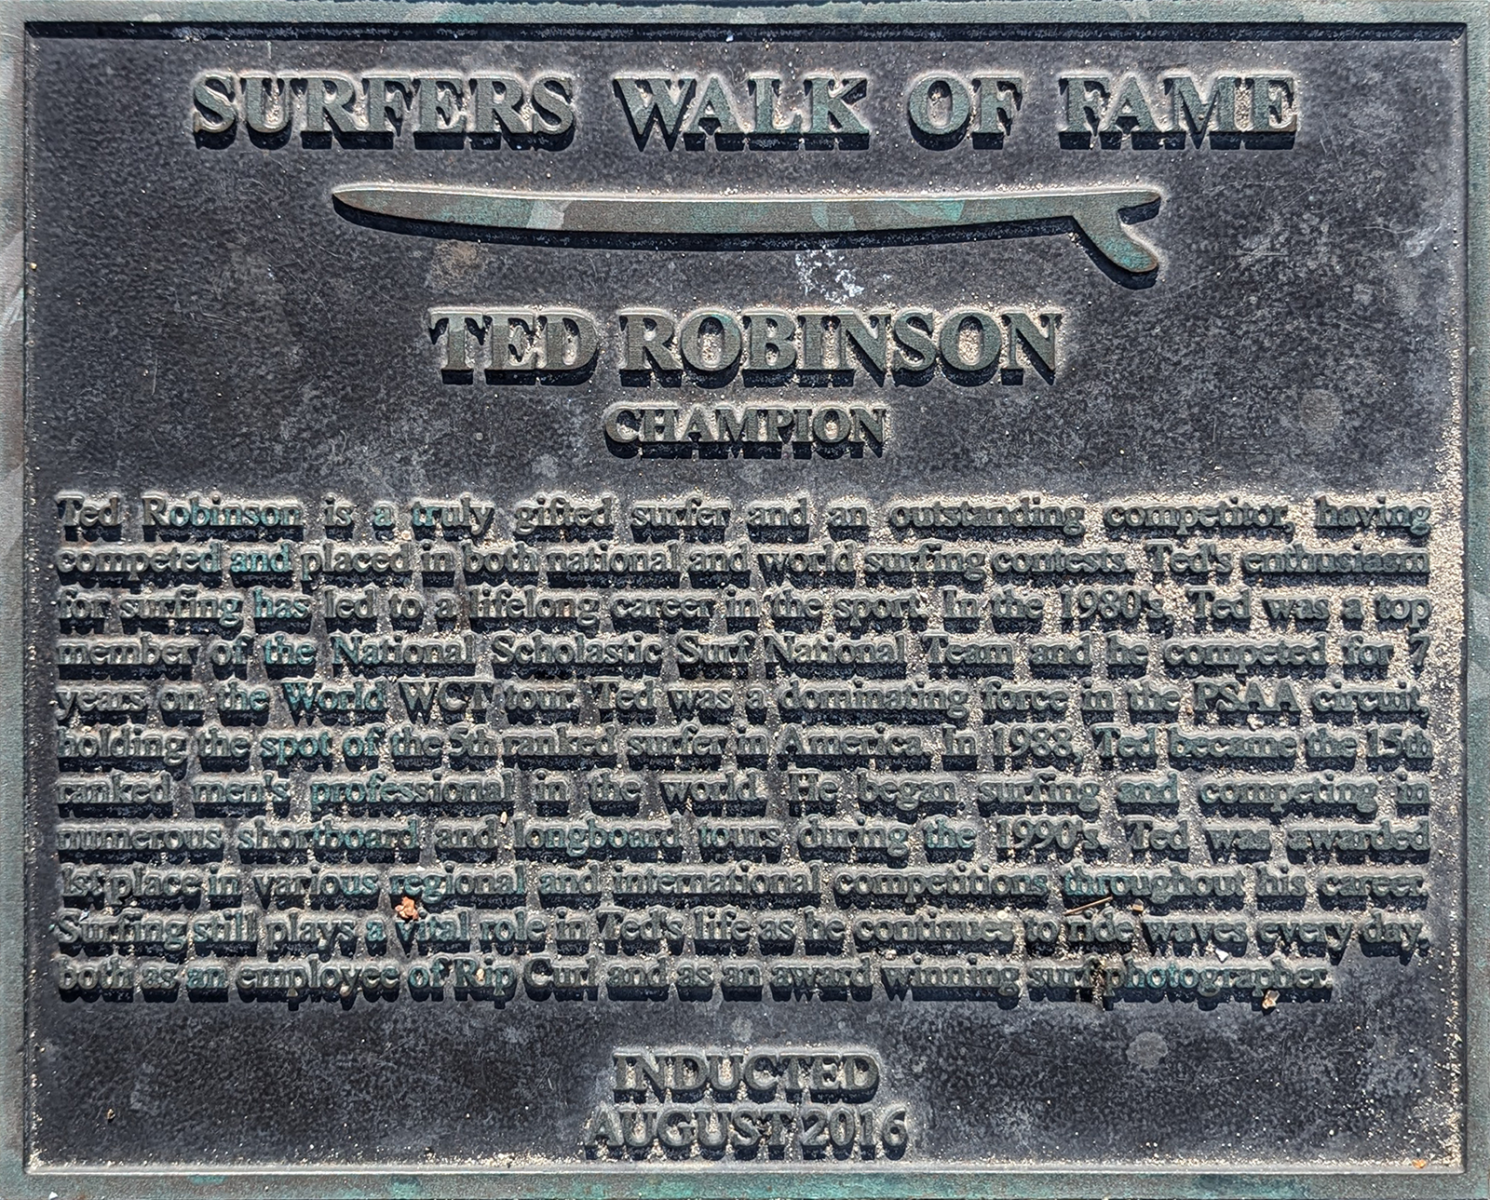 SURFERS WALK OF FAME
TED ROBINSON
CHAMPION
Ted Robinson is a truly gifted surfer and an outstanding competitor, having
competed and placed in both national and world surfing contests. Ted's enthusiasm
for surfing has led to a lifelong career in the sport. In the 1980's, Ted was a top
member of the National Scholastic Surf National Team and he competed for 7
years on the World WCT tour. Ted was a dominating force in the PSAA circuit,
holding the spot of the 5th ranked surfer in America. In 1988, Ted became the 15th
ranked men's professional in the world. He began surfing and competing in
numerous shortboard and longboard tours during the 1990's. Ted was awarded
1st place in various regional and international competitions throughout his career.
Surfing still plays a vital role in Ted's life as he continues to ride waves every day,
both as an employee of Rip Curl and as an award winning surf photographer.
INDUCTED
AUGUST 2016